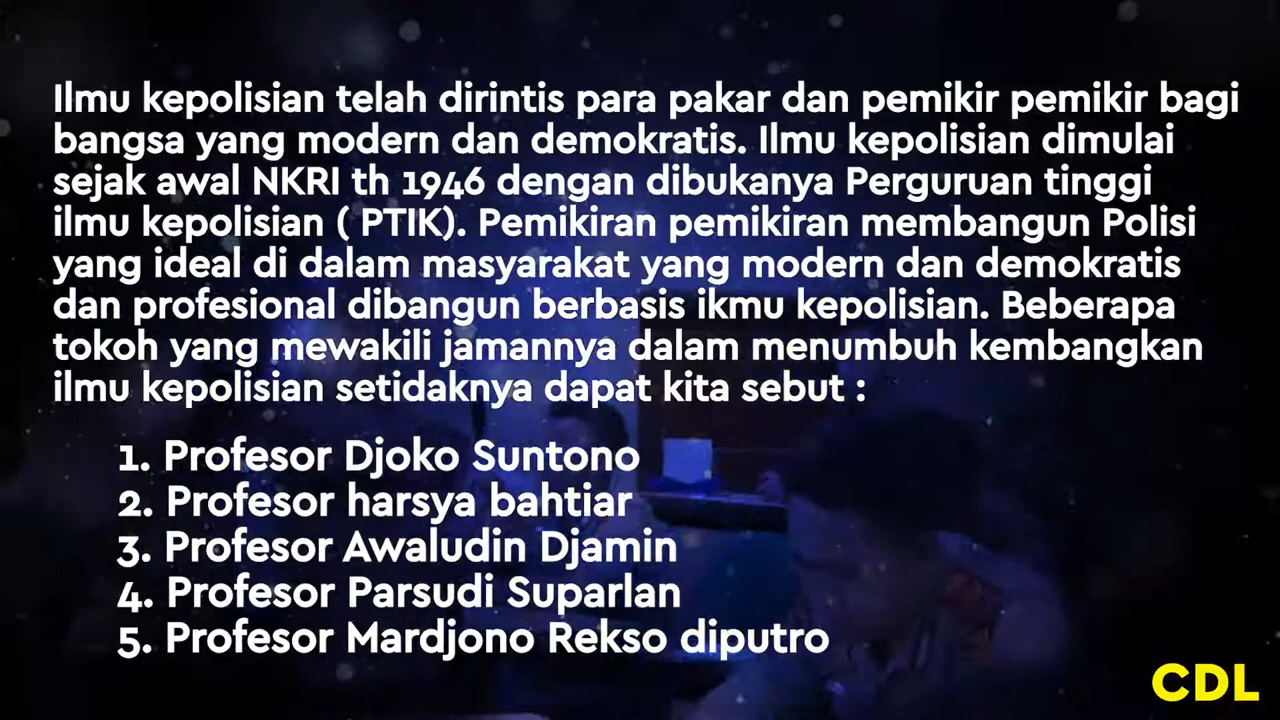 Ilmu kepolisian telah dirintis para pakar dan pemikir pemikir bagi
bangsa yang modern dan demokratis. Ilmu kepolisian dimulai
sejak awal NKRI th 1946 dengan dibukanya Perguruan tinggi
ilmu kepolisian ( PTIK). Pemikiran pemikiran membangun Polisi
yang ideal di dalam masyarakat yang modern dan demokratis
dan profesional dibangun berbasis ikmu kepolisian. Beberapa
tokoh yang mewakili jamannya dalam menumbuh kembangkan
ilmu kepolisian setidaknya dapat kita sebut :
1. Profesor Djoko Suntono
2. Profesor harsya bahtiar
3. Profesor Awaludin Djamin
4. Profesor Parsudi Suparlan
5. Profesor Mardjono Rekso diputro
CDL